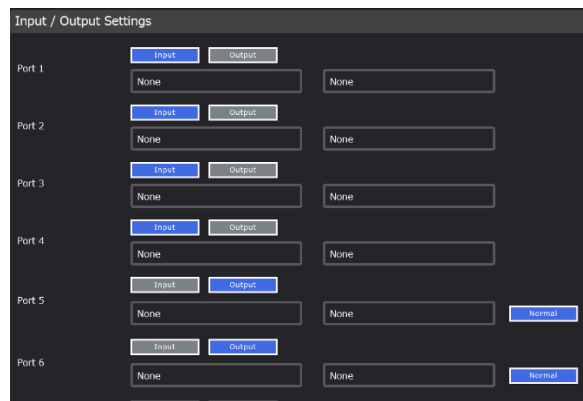 Input / Output Settings
Input Output
Port 1
None None
Input Output
Port 2
None None
Input Output
Port 3
None None
Input Output
Port 4
None None
Input Output
Port 5
None None Normal
Input Output
Port 6
None None Normal